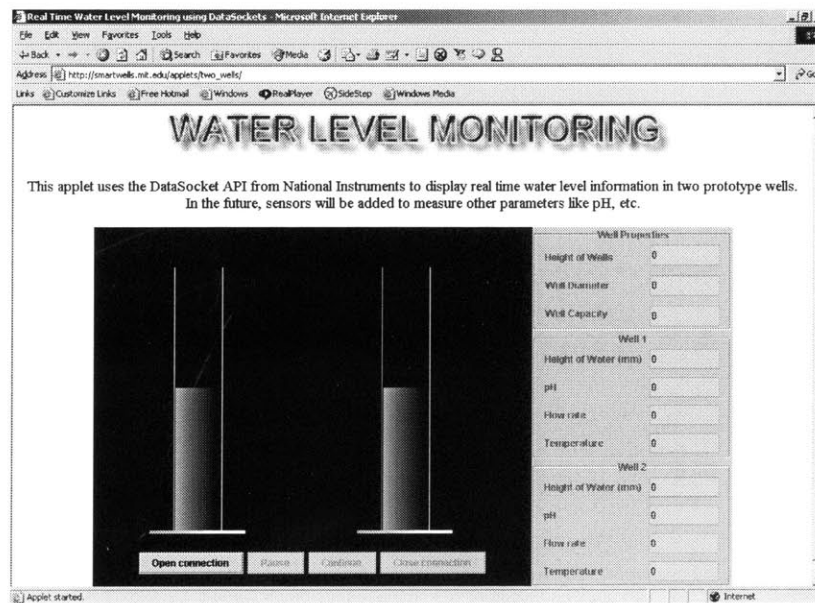 Real Time Water Level Monitoring using DataSockets - Microsoft Internet Explorer
File Edit View Favorites Tools Help
Back Search Favorites Media
Address http://smartwells.mit.edu/applets/two_wells/ Go
Links Customize Links Free Hotmail Windows RealPlayer SideStep Windows Media
WATER LEVEL MONITORING
This applet uses the DataSocket API from National Instruments to display real time water level information in two prototype wells.
In the future, sensors will be added to measure other parameters like pH, etc.
Well Properties
Height of Wells 0
Well Diameter 0
Well Capacity 0
Well 1
Height of Water (mm) 0
pH 0
Flow rate 0
Temperature 0
Well 2
Height of Water (mm) 0
pH 0
Flow rate 0
Temperature 0
Open connection Pause Continue Close connection
Applet started. Internet